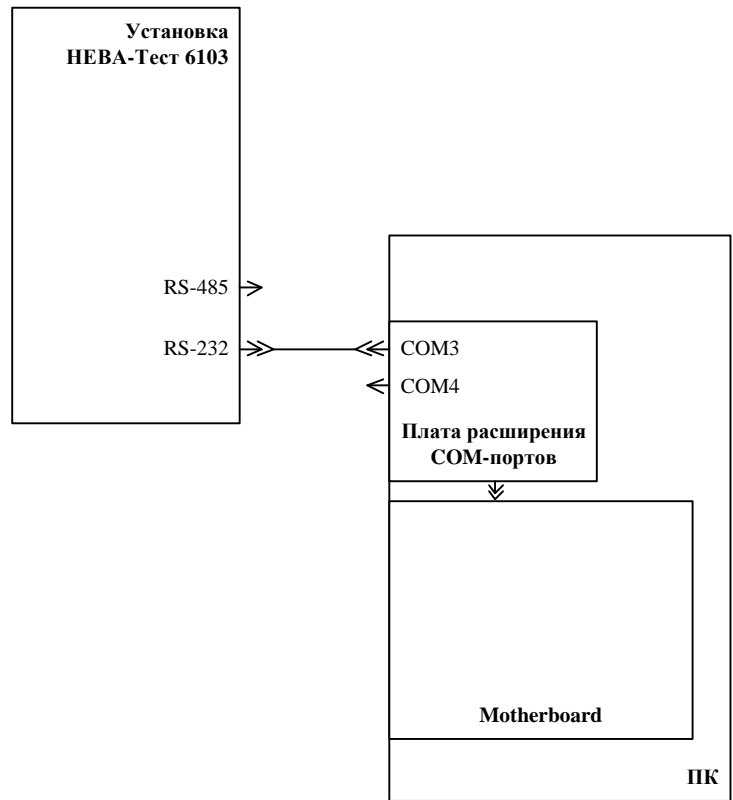 Установка
НЕВА-Тест 6103
RS-485
RS-232
COM3
COM4
Плата расширения
COM-портов
Motherboard
ПК